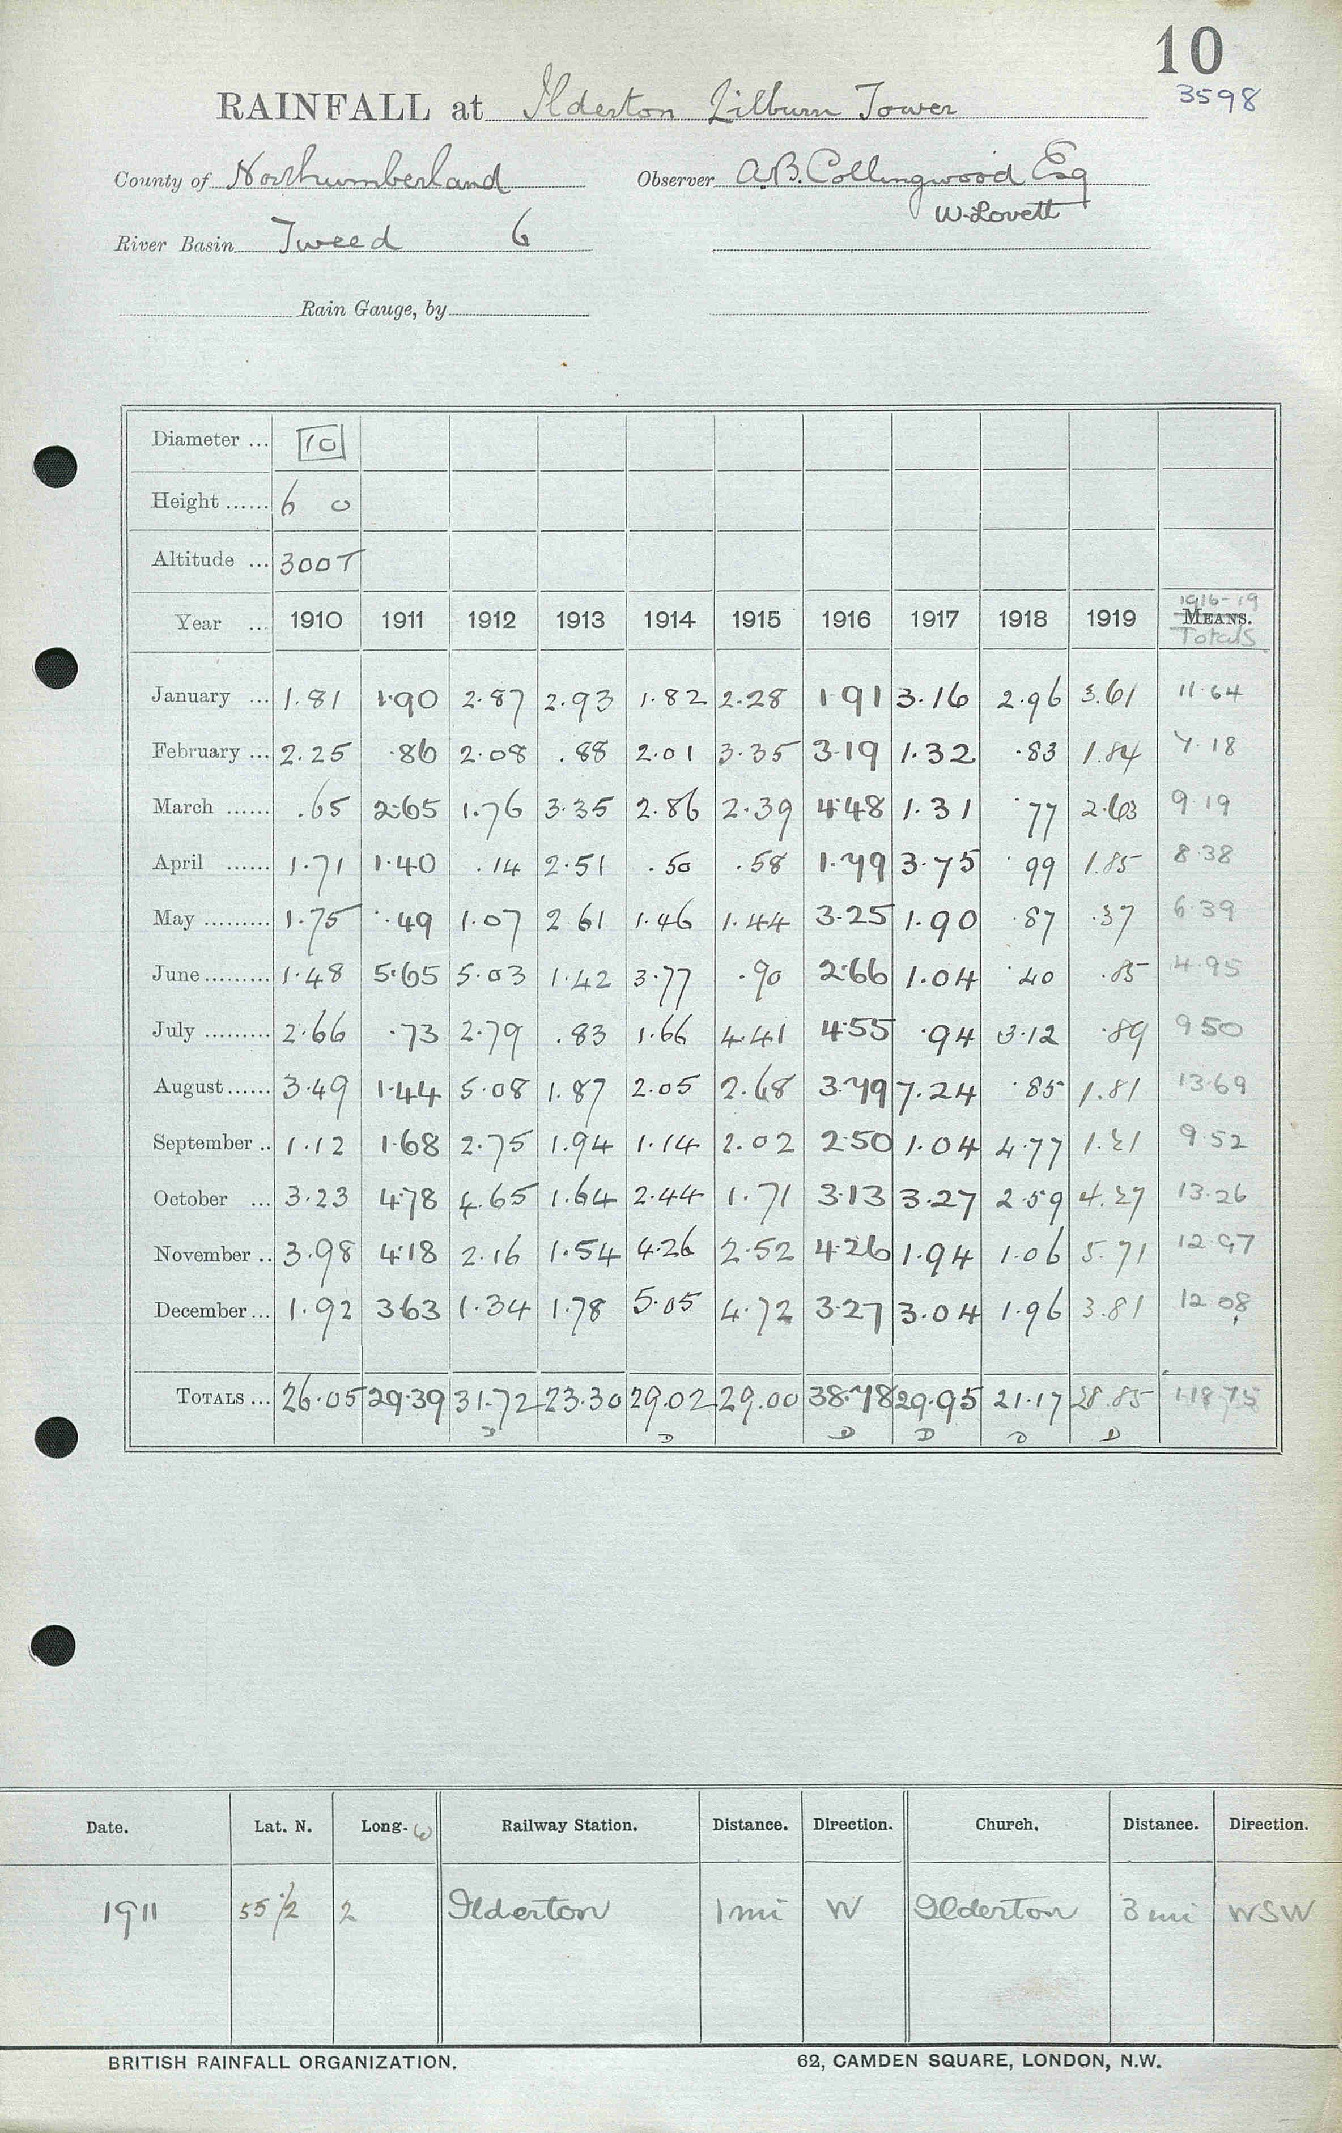 10
3598
RAINFALL at Ilderton Lilburn Tower
County of Northumberland Observer A.B. Collingwood Esq
W. Lovett
River Basin Tweed 6
Rain Gauge, by
Diameter ... 10
Height ...... 6 0
Altitude ... 300T
1916-19
Year .. 1910 1911 1912 1913 1914 1915 1916 1917 1918 1919 MEANS.
Totals
January ... 1.81 1.90 2.87 2.93 1.82 2.28 1 91 3.16 2.96 3.61 11.64
February ... 2.25 .86 2.08 .88 2.01 3.35 3.19 1.32 .83 1.84 7.18
March ...... .65 2.65 1.76 3.35 2.86 2.39 4.48 1.31 .77 2.63 9 19
April ...... 1.71 1.40 .14 2.51 .50 .58 1.79 3.75 .99 1.85 8.38
May ......... 1.75 .49 1.07 2 61 1.46 1.44 3.25 1.90 .87 .37 6.39
June ......... 1.48 5.65 5.03 1.42 3.77 .90 2.66 1.04 .40 .85 4.95
July ......... 2.66 .73 2.79 .83 1.66 4.41 4.55 .94 3.12 .89 9 50
August ...... 3.49 1.44 5.08 1.87 2.05 2.68 3.79 7.24 .85 1.81 13.69
September .. 1.12 1.68 2.75 1.94 1.14 2.02 2.50 1.04 4.77 1.21 9.52
October ... 3.23 4.78 4.65 1.64 2.44 1.71 3.13 3.27 2.59 4.27 13.26
November .. 3.98 4.18 2.16 1.54 4.26 2.52 4.26 1.94 1.06 5.71 12.97
December ... 1.92 3 63 1.34 1.78 5.05 4.72 3.27 3.04 1.96 3.81 12 08
TOTALS ... 26.05 29.39 31.72 23.30 29.02 29.00 38.78 29.95 21.17 28.85 118.75
D D D D D D
Date. Lat. N. Long. W Railway Station. Distance. Direction. Church. Distance. Direction.
1911 55 1/2 2 Ilderton 1 mi W Ilderton 3 mi WSW
BRITISH RAINFALL ORGANIZATION. 62, CAMDEN SQUARE, LONDON, N.W.